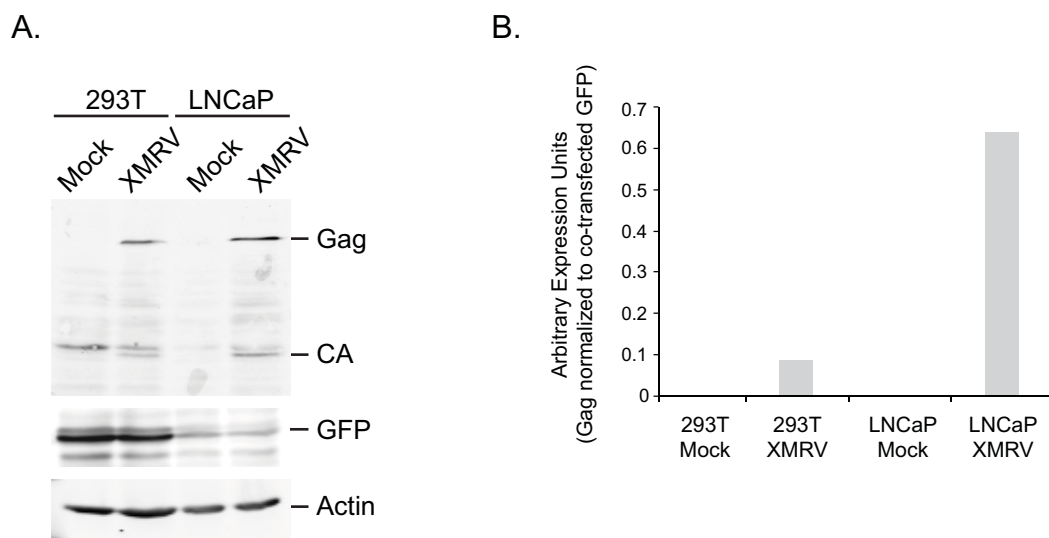 A.
293T
LNCaP
Mock
XMRV
Mock
XMRV
Gag
CA
GFP
Actin
B.
Arbitrary Expression Units
(Gag normalized to co-transfected GFP)
0.7
0.6
0.5
0.4
0.3
0.2
0.1
0
293T
Mock
293T
XMRV
LNCaP
Mock
LNCaP
XMRV